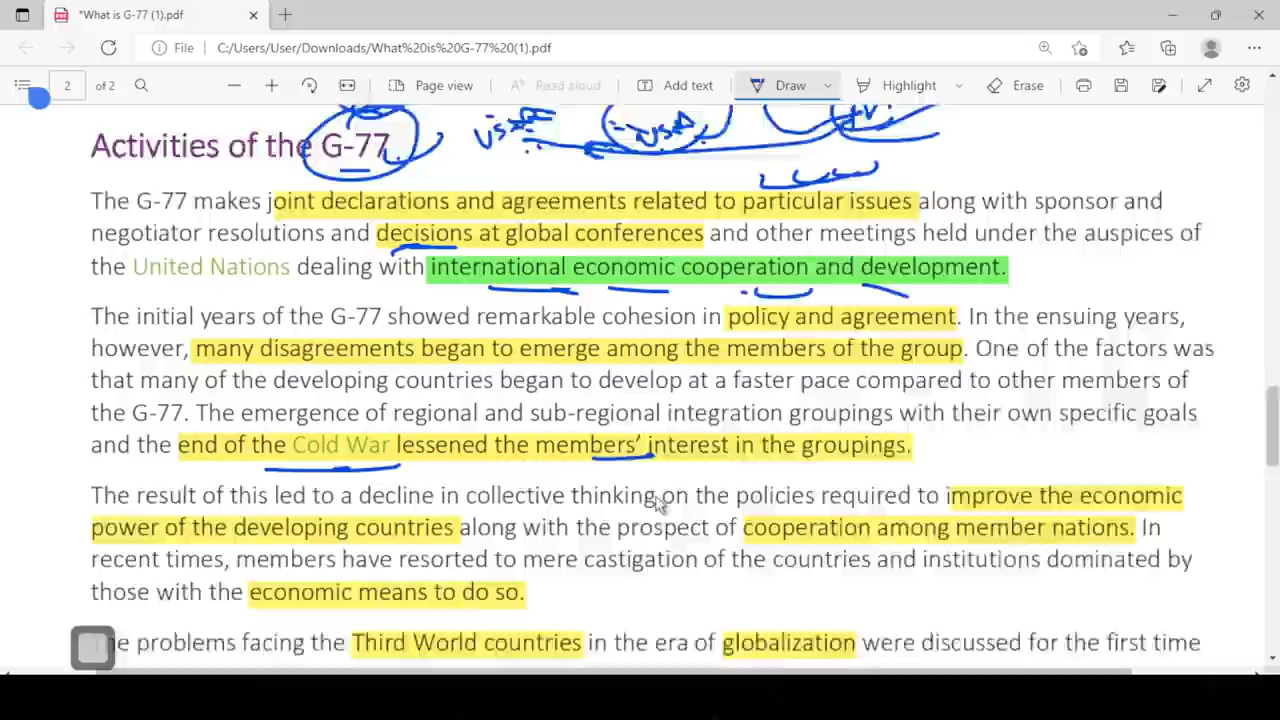 *What is G-77 (1).pdf
File C:/Users/User/Downloads/What%20is%20G-77%20(1).pdf
2 of 2 Page view Read aloud Add text Draw Highlight Erase
USA
Activities of the G-77
The G-77 makes joint declarations and agreements related to particular issues along with sponsor and
negotiator resolutions and decisions at global conferences and other meetings held under the auspices of
the United Nations dealing with international economic cooperation and development.
The initial years of the G-77 showed remarkable cohesion in policy and agreement. In the ensuing years,
however, many disagreements began to emerge among the members of the group. One of the factors was
that many of the developing countries began to develop at a faster pace compared to other members of
the G-77. The emergence of regional and sub-regional integration groupings with their own specific goals
and the end of the Cold War lessened the members’ interest in the groupings.
The result of this led to a decline in collective thinking on the policies required to improve the economic
power of the developing countries along with the prospect of cooperation among member nations. In
recent times, members have resorted to mere castigation of the countries and institutions dominated by
those with the economic means to do so.
problems facing the Third World countries in the era of globalization were discussed for the first time